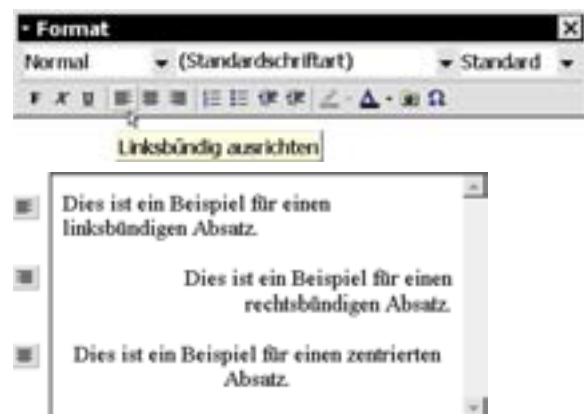 Format
Normal (Standardschriftart) Standard
F K U
Linksbündig ausrichten
Dies ist ein Beispiel für einen
linksbündigen Absatz.
Dies ist ein Beispiel für einen
rechtsbündigen Absatz.
Dies ist ein Beispiel für einen zentrierten
Absatz.